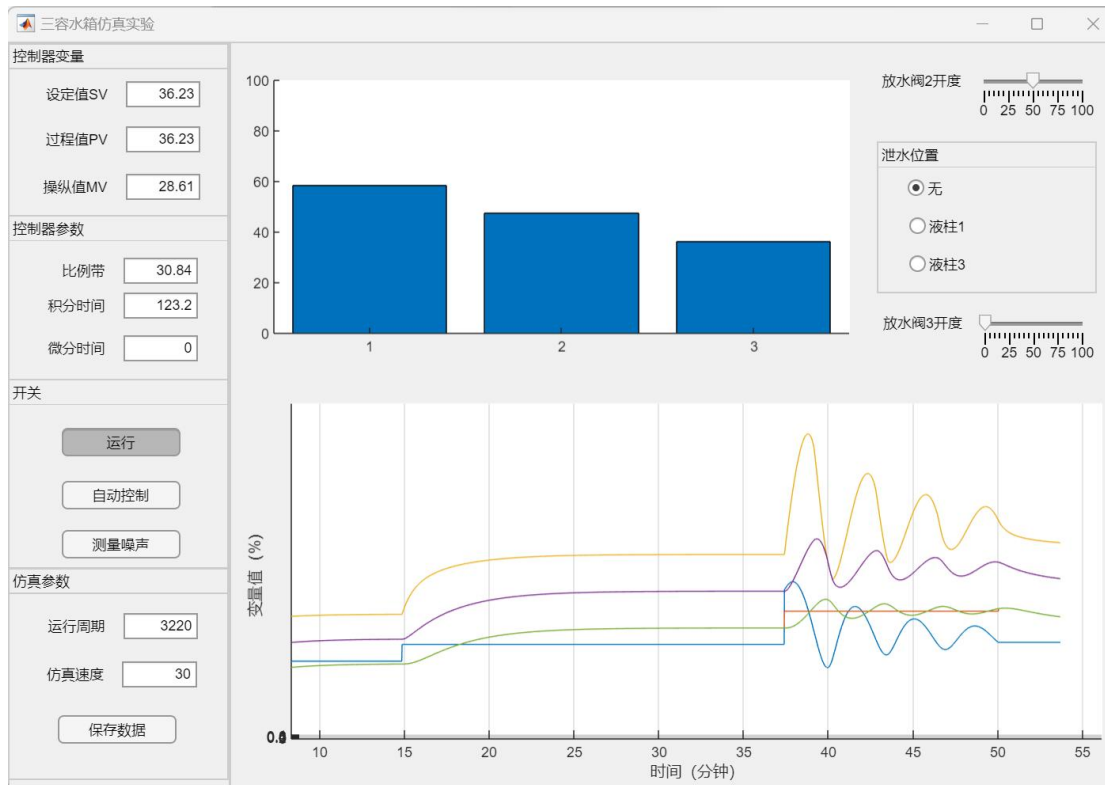 三容水箱仿真实验
控制器变量
设定值SV 36.23
过程值PV 36.23
操纵值MV 28.61
控制器参数
比例带 30.84
积分时间 123.2
微分时间 0
开关
运行
自动控制
测量噪声
仿真参数
运行周期 3220
仿真速度 30
保存数据
100
80
60
40
20
0
1 2 3
放水阀2开度
0 25 50 75 100
泄水位置
无
液柱1
液柱3
放水阀3开度
0 25 50 75 100
变量值 (%)
10 15 20 25 30 35 40 45 50 55
时间 (分钟)